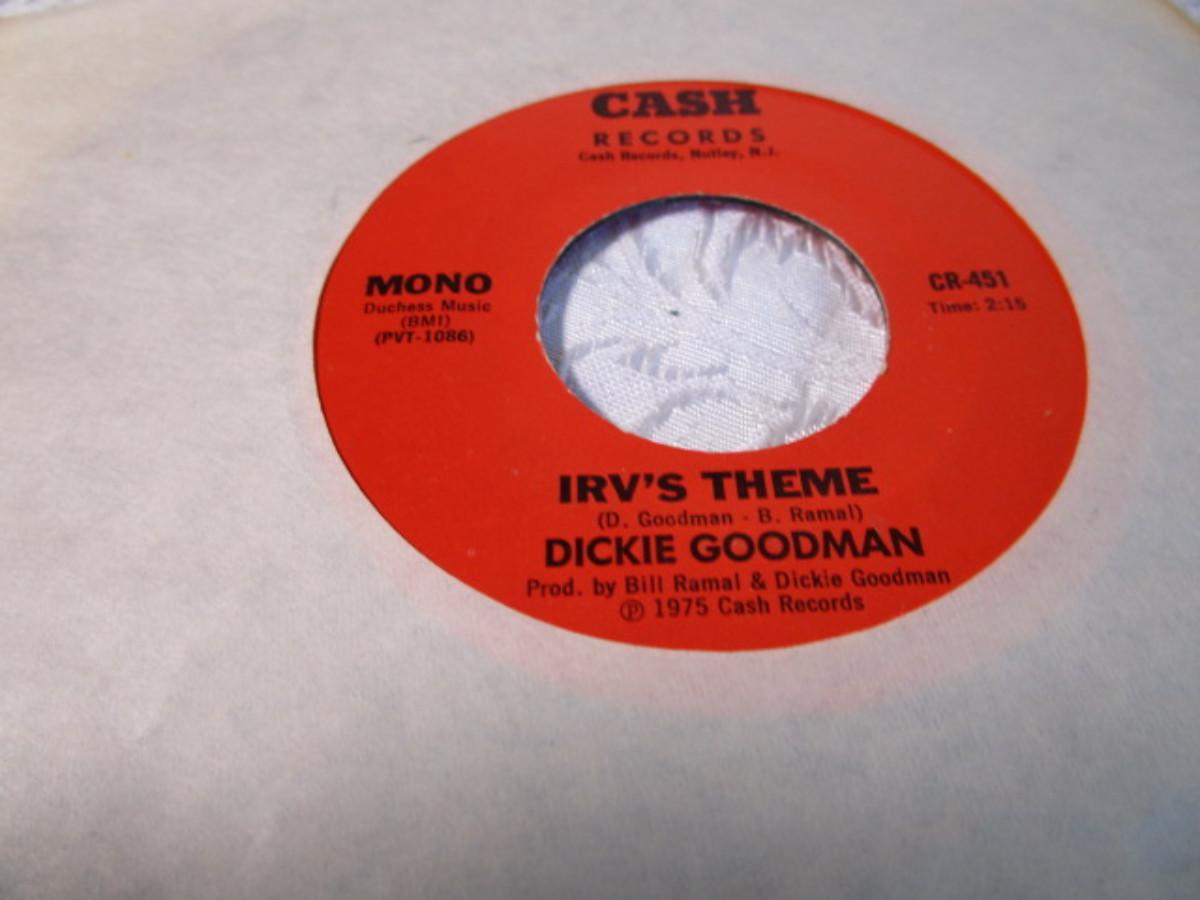 CASH
RECORDS
Cash Records, Nutley, N.J.
MONO
Duchess Music
(BMI)
(PVT-1086)
CR-451
Time: 2:15
IRV'S THEME
(D. Goodman - B. Ramal)
DICKIE GOODMAN
Prod. by Bill Ramal & Dickie Goodman
℗ 1975 Cash Records